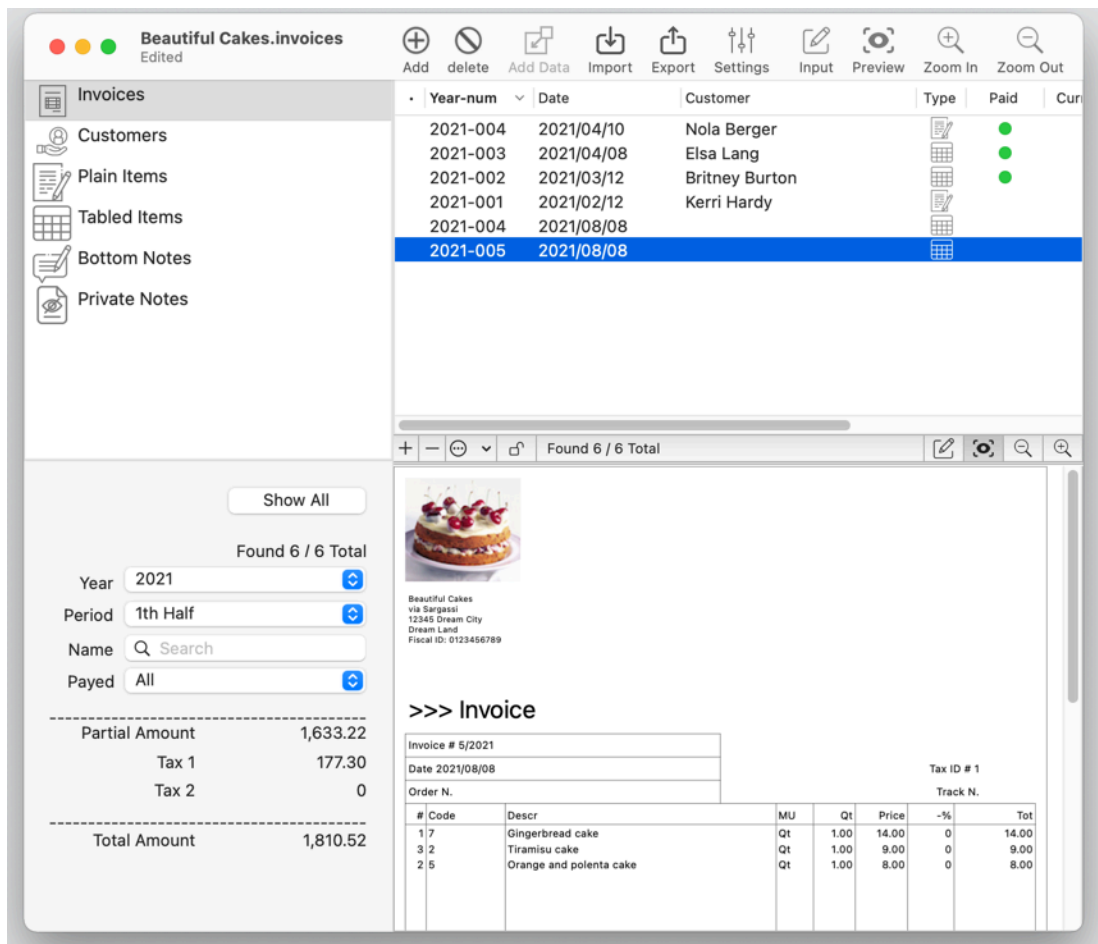 Beautiful Cakes.invoices
Edited
Add delete Add Data Import Export Settings Input Preview Zoom In Zoom Out
Invoices
Customers
Plain Items
Tabled Items
Bottom Notes
Private Notes
· Year-num Date Customer Type Paid Curr
2021-004 2021/04/10 Nola Berger
2021-003 2021/04/08 Elsa Lang
2021-002 2021/03/12 Britney Burton
2021-001 2021/02/12 Kerri Hardy
2021-004 2021/08/08
2021-005 2021/08/08
Found 6 / 6 Total
Show All
Found 6 / 6 Total
Year 2021
Period 1th Half
Name Search
Payed All
Partial Amount 1,633.22
Tax 1 177.30
Tax 2 0
Total Amount 1,810.52
Beautiful Cakes
via Sargassi
12345 Dream City
Dream Land
Fiscal ID: 0123456789
>>> Invoice
Invoice # 5/2021
Date 2021/08/08 Tax ID # 1
Order N. Track N.
# Code Descr MU Qt Price -% Tot
1 7 Gingerbread cake Qt 1.00 14.00 0 14.00
3 2 Tiramisu cake Qt 1.00 9.00 0 9.00
2 5 Orange and polenta cake Qt 1.00 8.00 0 8.00